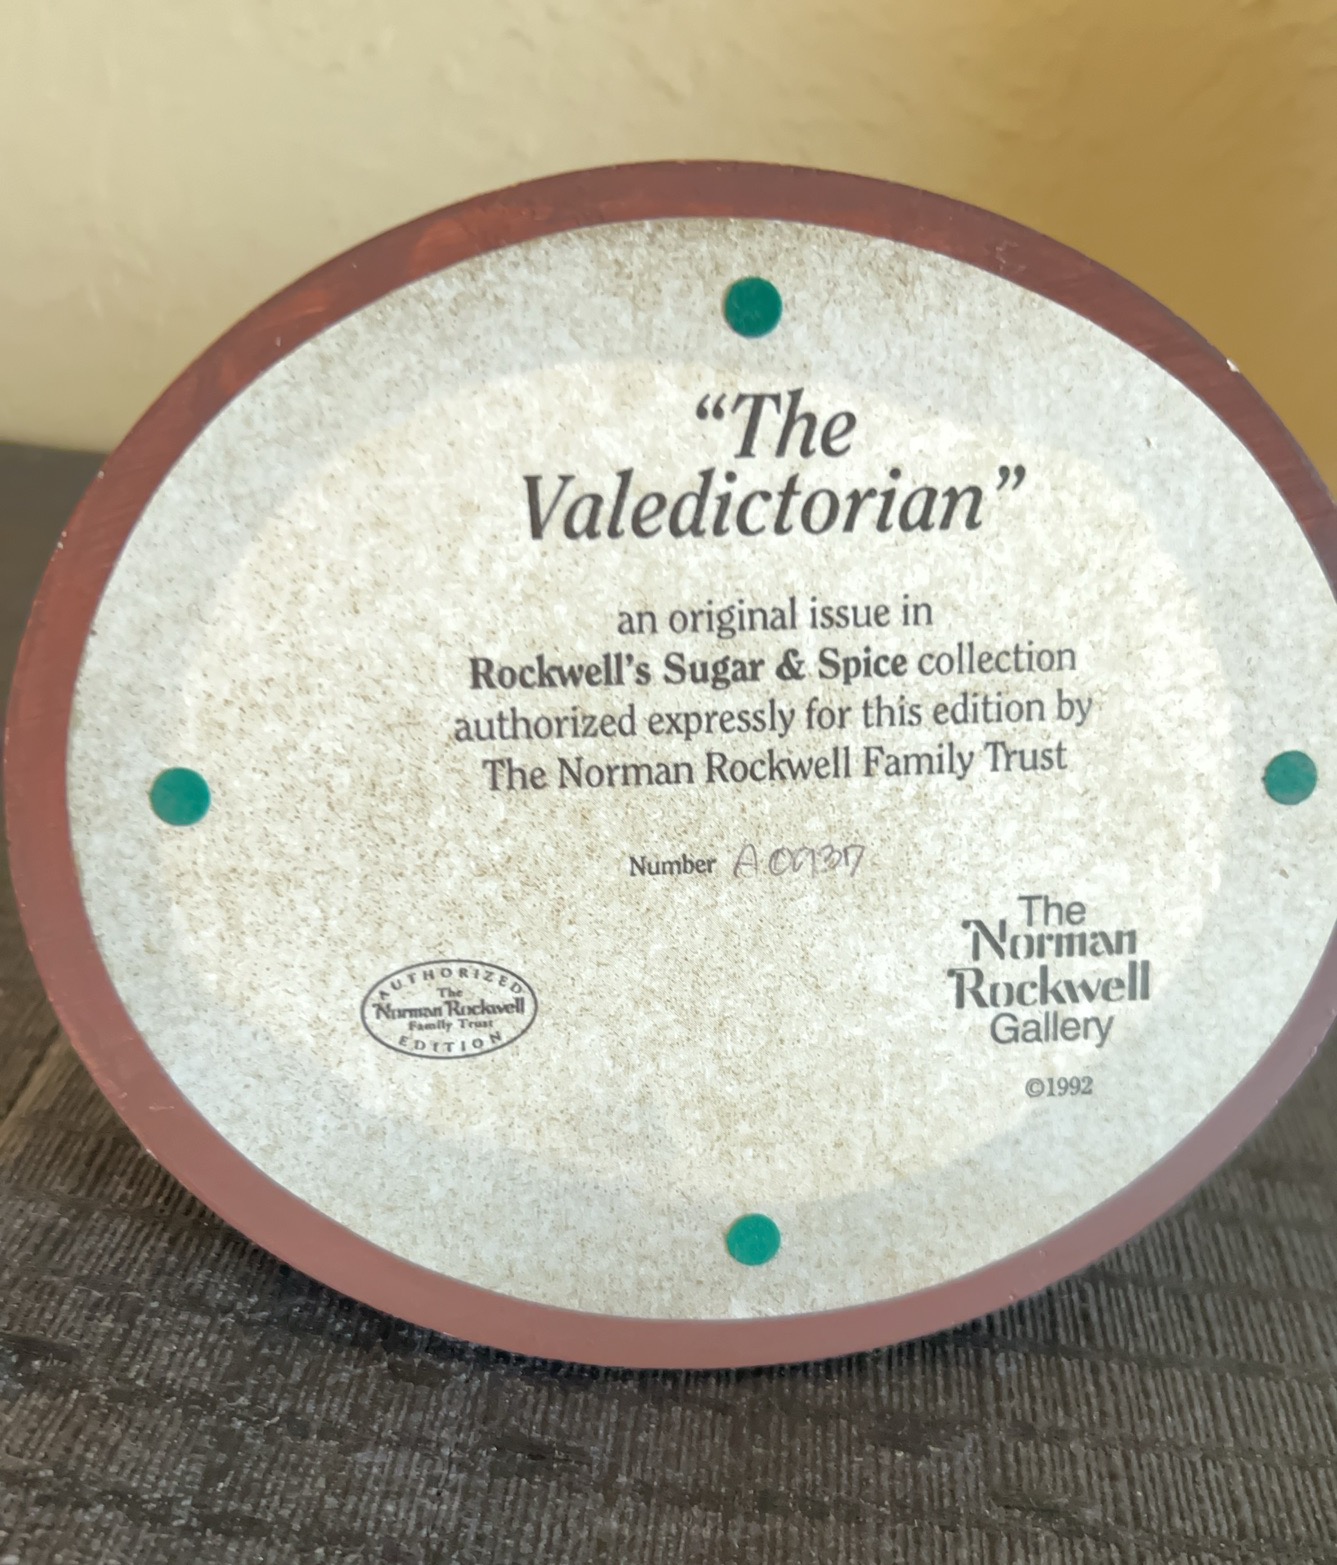 “The
Valedictorian”
an original issue in
Rockwell's Sugar & Spice collection
authorized expressly for this edition by
The Norman Rockwell Family Trust
Number A0937
AUTHORIZED
The
Norman Rockwell
Family Trust
EDITION
The
Norman
Rockwell
Gallery
©1992